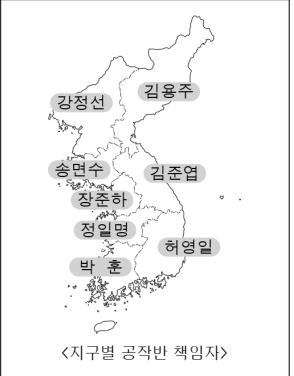 김용주
강정선
송면수
김준엽
장준하
정일명
허영일
박 훈
<지구별 공작반 책임자>